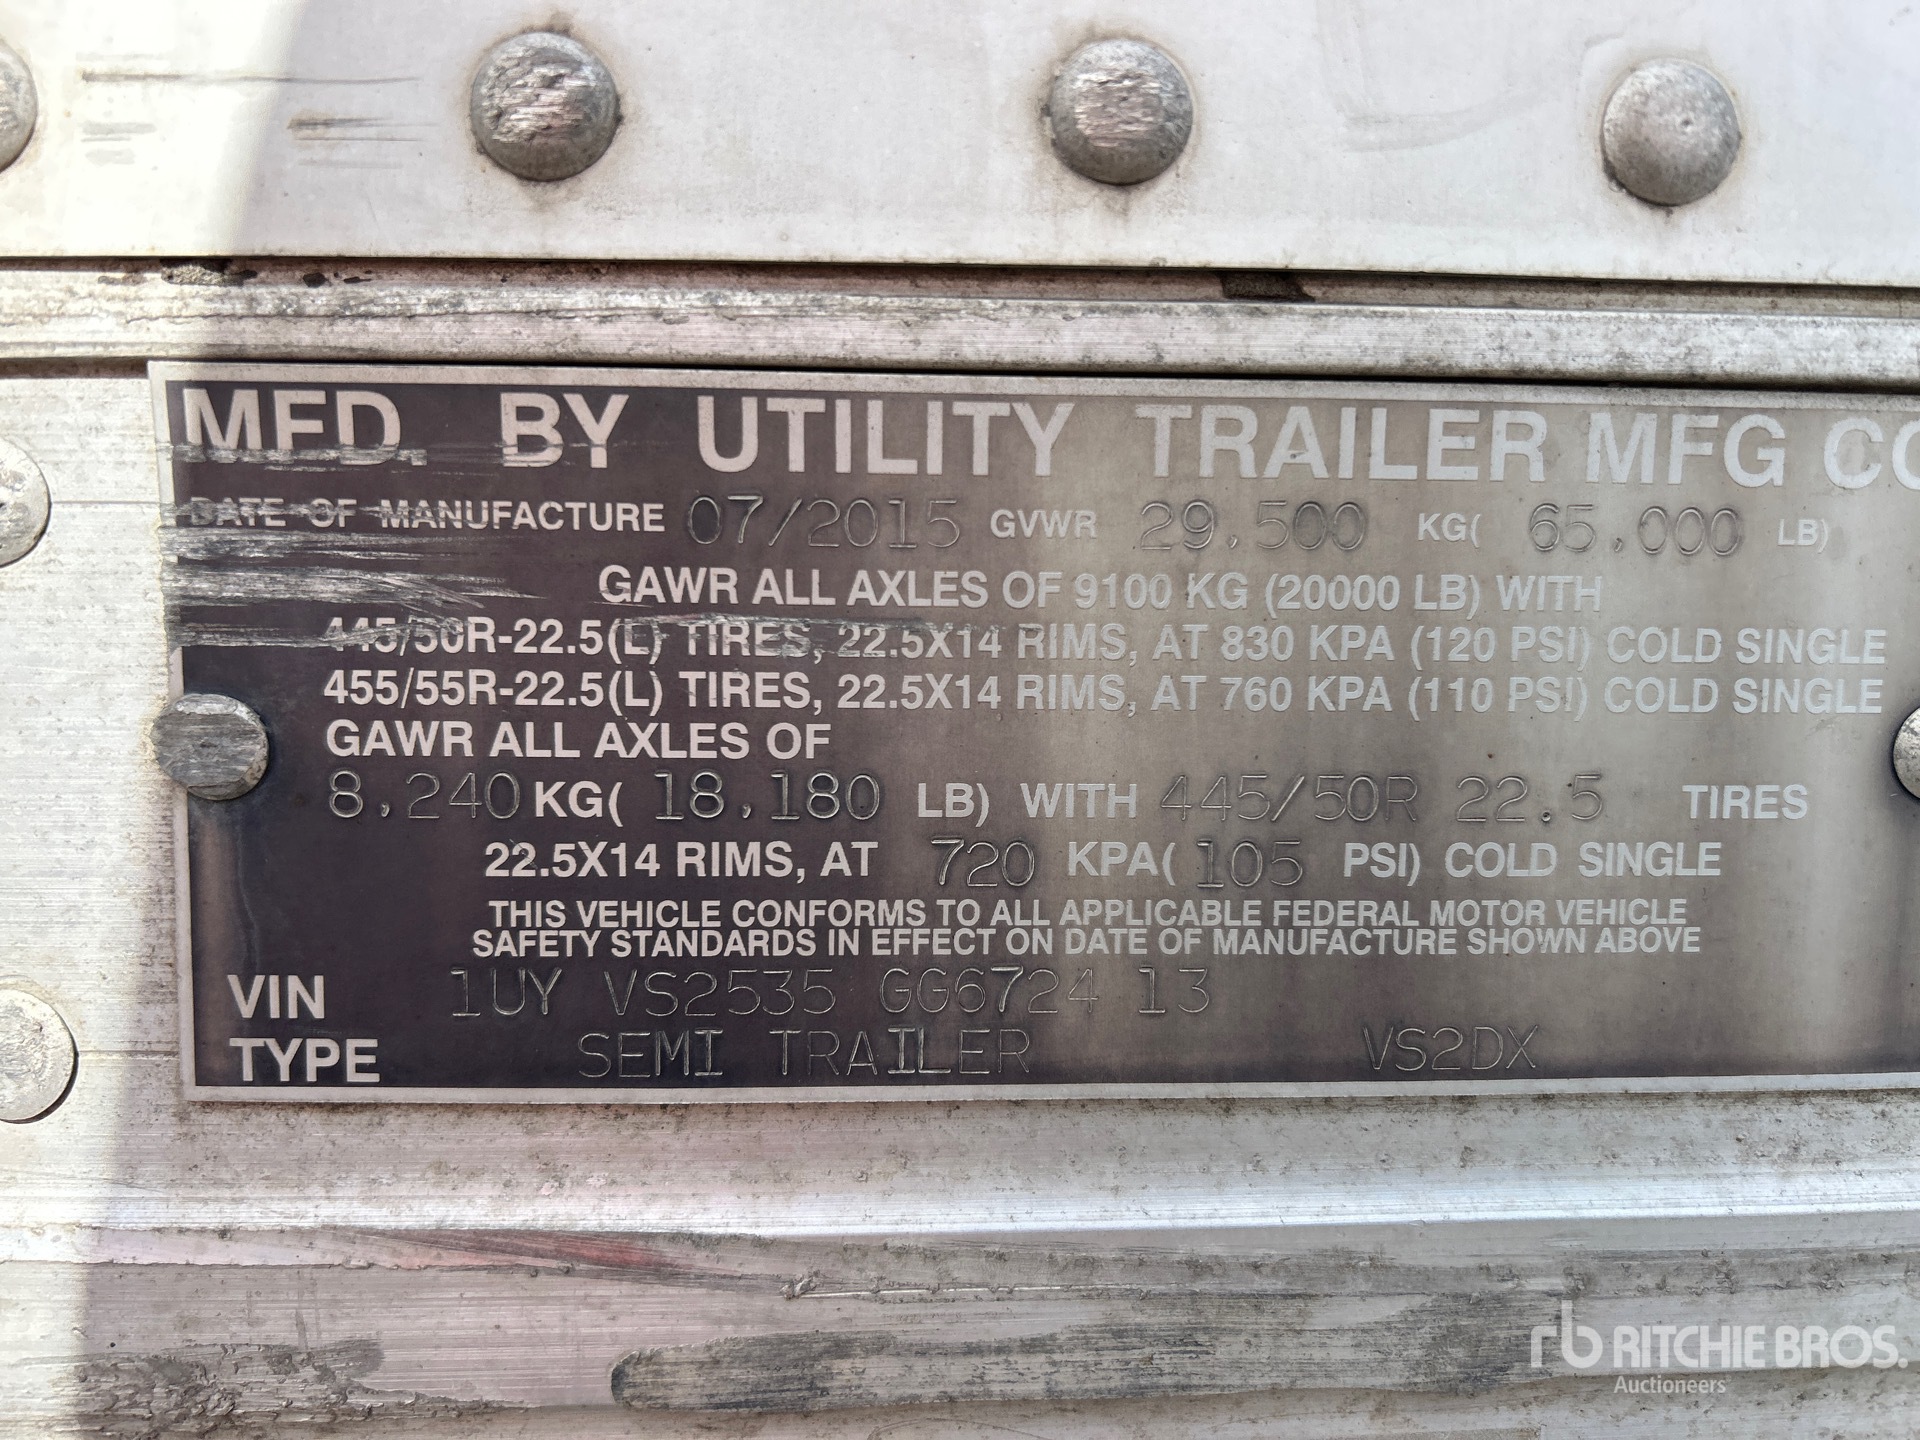 MFD. BY UTILITY TRAILER MFG CO
DATE OF MANUFACTURE 07/2015 GVWR 29,500 KG( 65,000 LB)
GAWR ALL AXLES OF 9100 KG (20000 LB) WITH
445/50R-22.5(L) TIRES, 22.5X14 RIMS, AT 830 KPA (120 PSI) COLD SINGLE
455/55R-22.5(L) TIRES, 22.5X14 RIMS, AT 760 KPA (110 PSI) COLD SINGLE
GAWR ALL AXLES OF
8,240 KG( 18,180 LB) WITH 445/50R 22.5 TIRES
22.5X14 RIMS, AT 720 KPA( 105 PSI) COLD SINGLE
THIS VEHICLE CONFORMS TO ALL APPLICABLE FEDERAL MOTOR VEHICLE
SAFETY STANDARDS IN EFFECT ON DATE OF MANUFACTURE SHOWN ABOVE
VIN 1UY VS2535 GG6724 13
TYPE SEMI TRAILER VS2DX
rb RITCHIE BROS.
Auctioneers